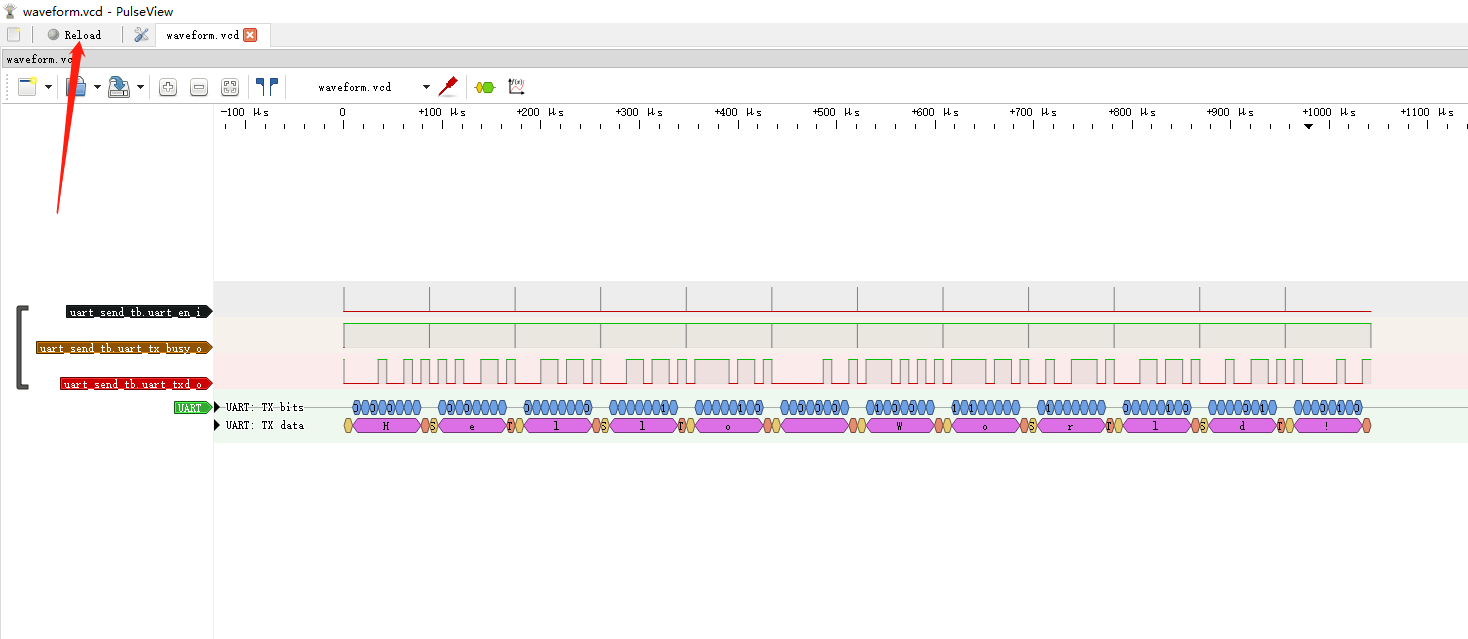 waveform.vcd - PulseView
Reload waveform.vcd
waveform.vc
waveform.vcd
-100 μs 0 +100 μs +200 μs +300 μs +400 μs +500 μs +600 μs +700 μs +800 μs +900 μs +1000 μs +1100 μs
uart_send_tb.uart_en_i
uart_send_tb.uart_tx_busy_o
uart_send_tb.uart_txd_o
UART UART: TX bits
UART: TX data H S e T l S l T o W o S r T l S d T !